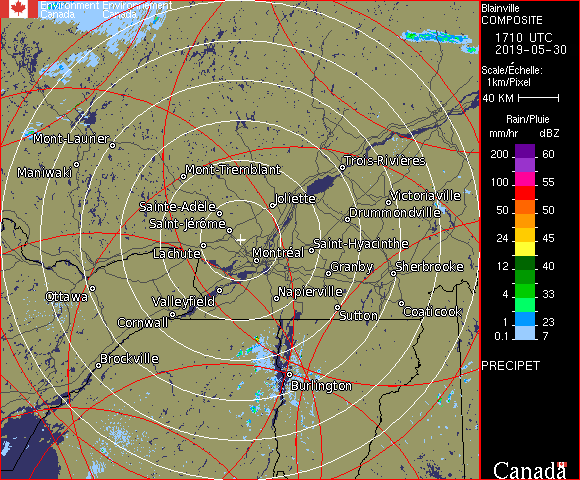 Environment Environnement
Canada Canada
Mont-Laurier
Maniwaki
Mont-Tremblant
Trois-Rivières
Joliette
Victoriaville
Sainte-Adèle
Drummondville
Saint-Jérôme
Lachute
Montréal
Saint-Hyacinthe
Granby
Sherbrooke
Ottawa
Valleyfield
Napierville
Cornwall
Sutton
Coaticook
Brockville
Burlington
Blainville
COMPOSITE
1710 UTC
2019-05-30
Scale/Échelle:
1km/Pixel
40 KM
Rain/Pluie
mm/hr dBZ
200 60
100 55
50 50
24 45
12 40
4 33
1 23
0.1 7
PRECIPET
Canada